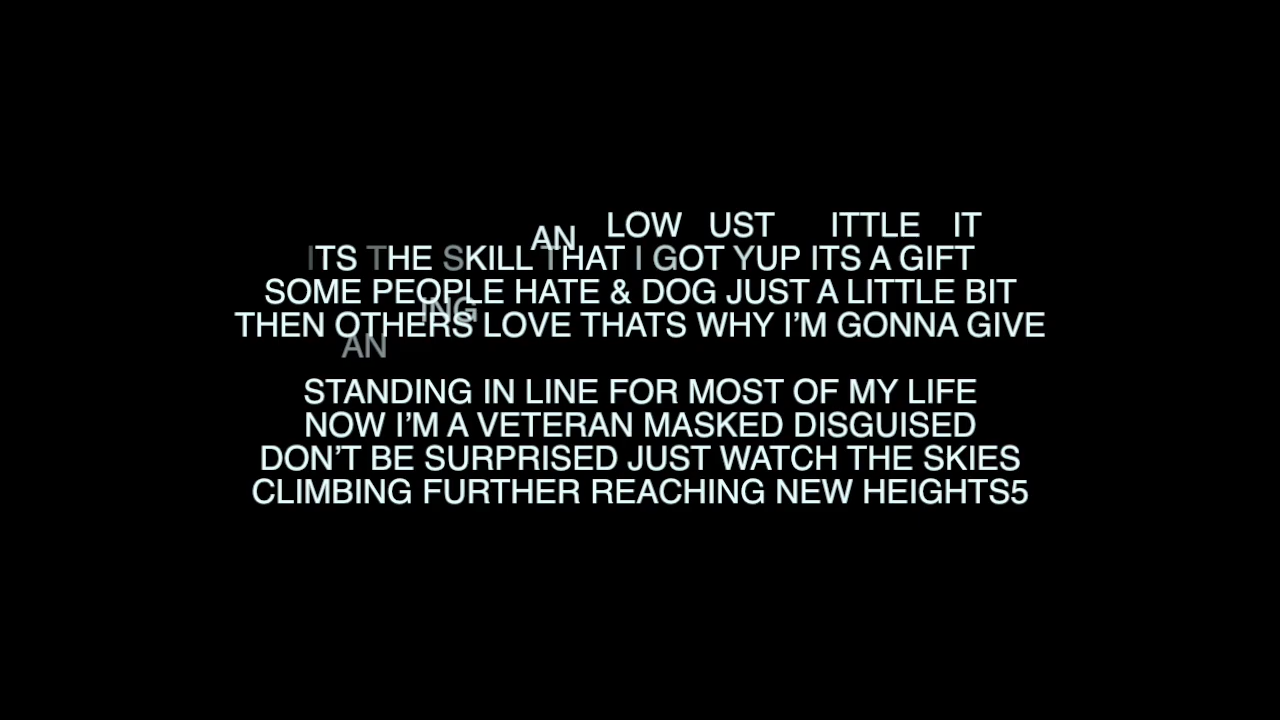 AN LOW UST ITTLE IT
ITS THE SKILL THAT I GOT YUP ITS A GIFT
SOME PEOPLE HATE & DOG JUST A LITTLE BIT
ING
THEN OTHERS LOVE THATS WHY I’M GONNA GIVE
AN
STANDING IN LINE FOR MOST OF MY LIFE
NOW I’M A VETERAN MASKED DISGUISED
DON’T BE SURPRISED JUST WATCH THE SKIES
CLIMBING FURTHER REACHING NEW HEIGHTS5